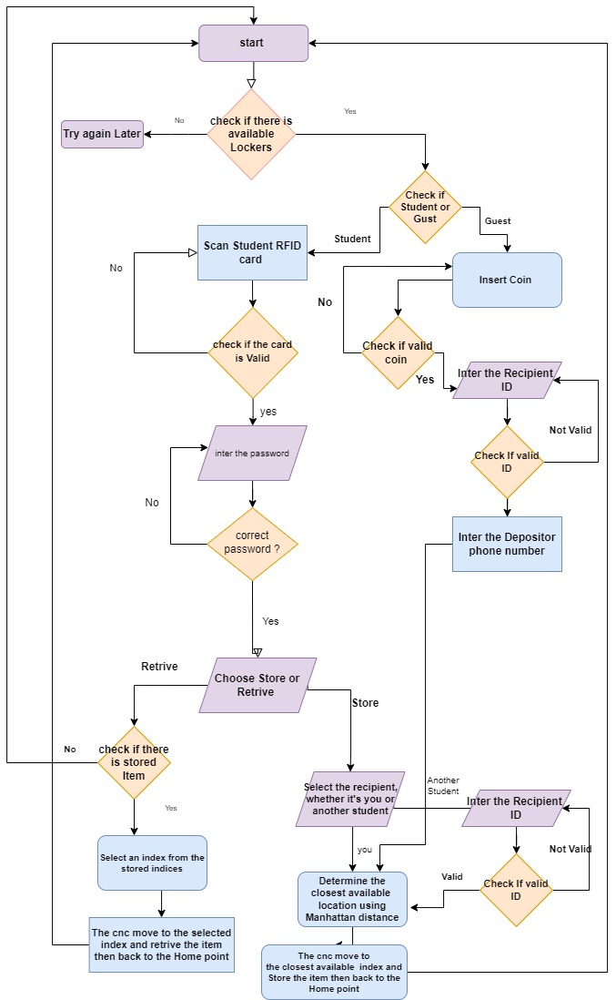 start
check if there is
available
Lockers
No
Yes
Try again Later
Check if
Student or
Gust
Student
Guest
Scan Student RFID
card
Insert Coin
No
No
check if the card
is Valid
Check if valid
coin
Yes
Inter the Recipient
ID
yes
Not Valid
inter the password
Check If valid
ID
No
correct
password ?
Inter the Depositor
phone number
Yes
Choose Store or
Retrive
Retrive
Store
No
check if there
is stored
Item
Yes
Select the recipient,
whether it's you or
another student
Another
Student
Inter the Recipient
ID
you
Not Valid
Select an index from the
stored indices
Valid
Check If valid
ID
Determine the
closest available
location using
Manhattan distance
The cnc move to the selected
index and retrive the item
then back to the Home point
The cnc move to
the closest available index and
Store the item then back to the
Home point